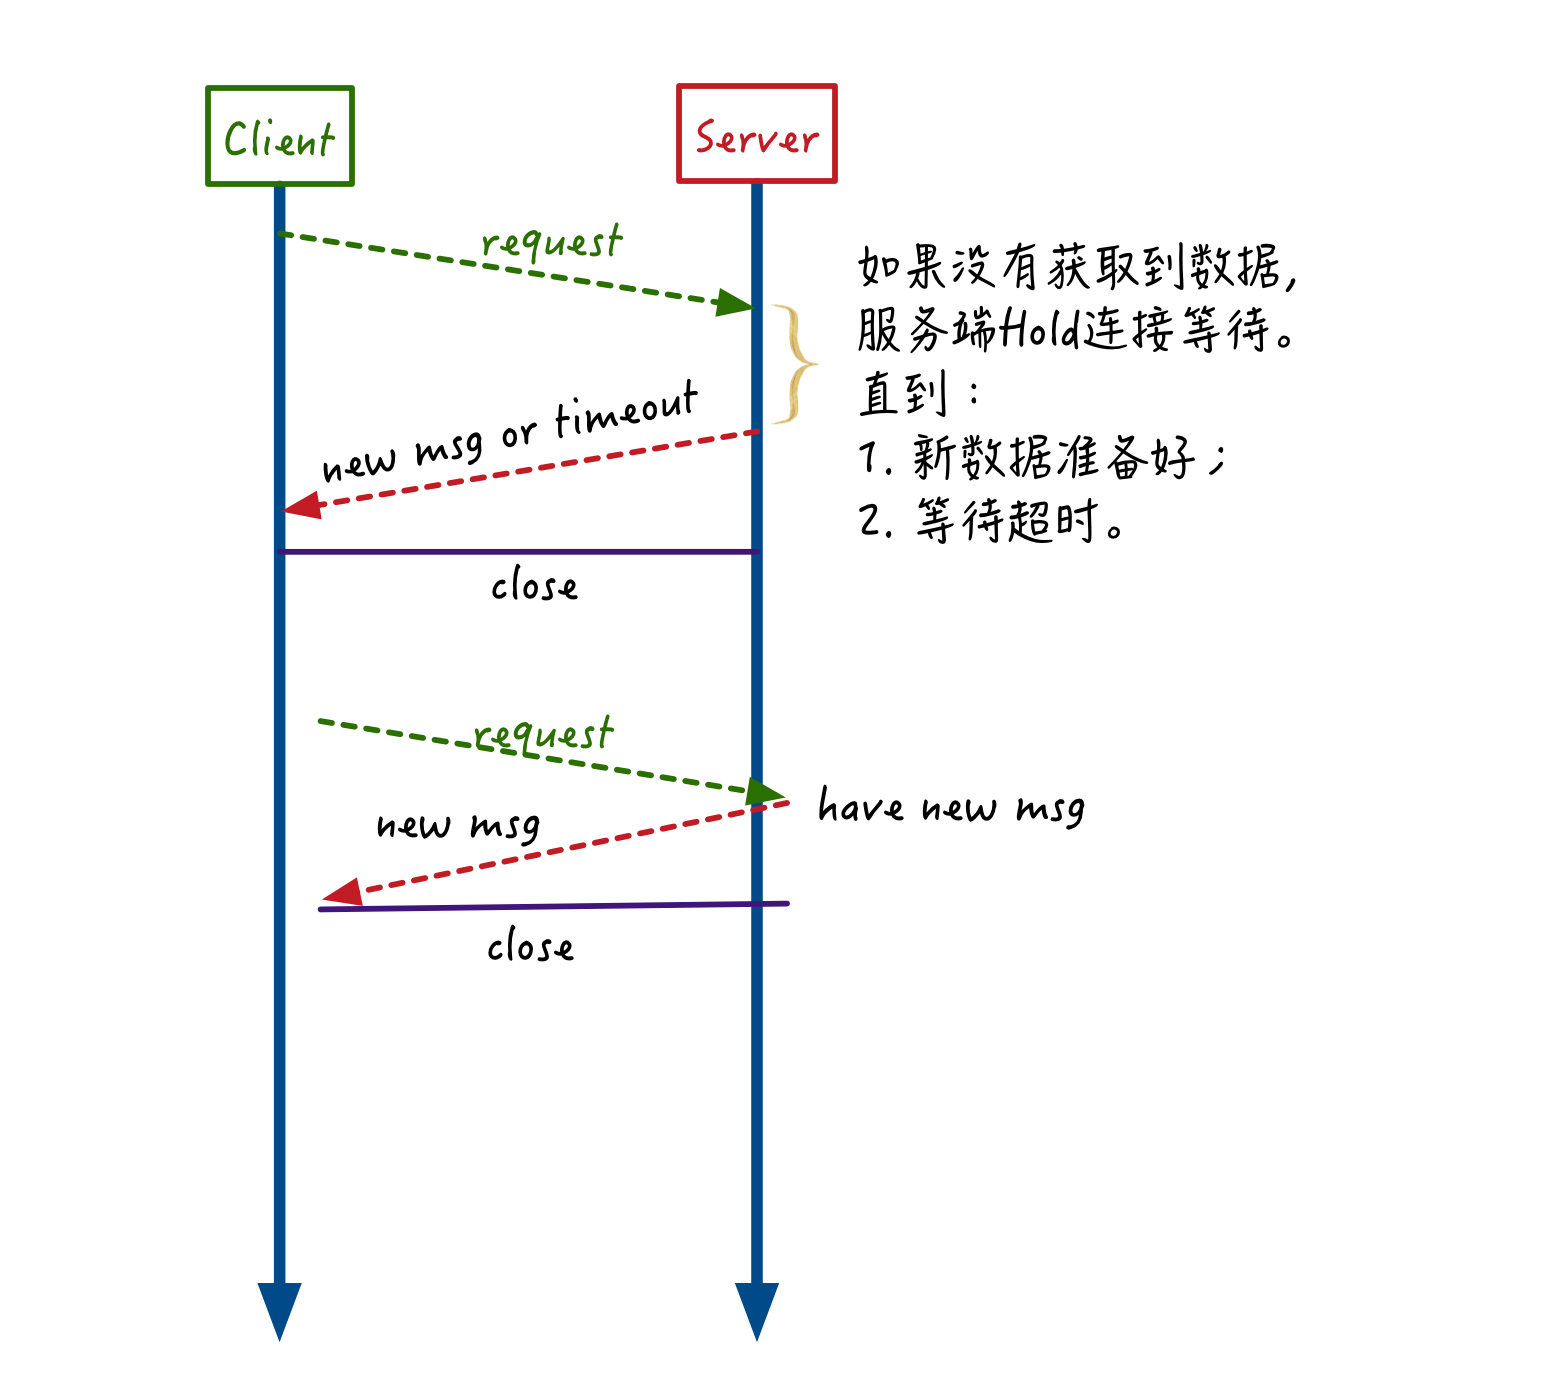 Client
Server
request
如果没有获取到数据,
服务端Hold连接等待。
直到：
1. 新数据准备好；
2. 等待超时。
new msg or timeout
close
request
have new msg
new msg
close